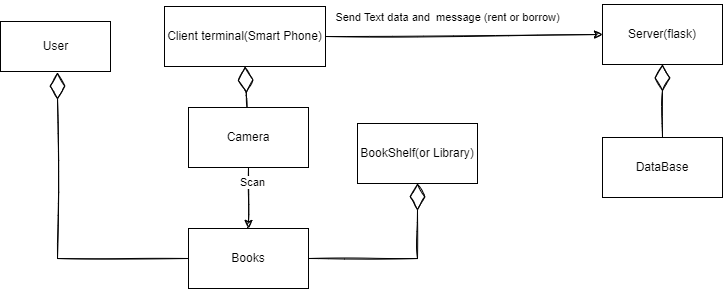 Send Text data and message (rent or borrow)
User
Client terminal(Smart Phone)
Server(flask)
Camera
BookShelf(or Library)
DataBase
Scan
Books